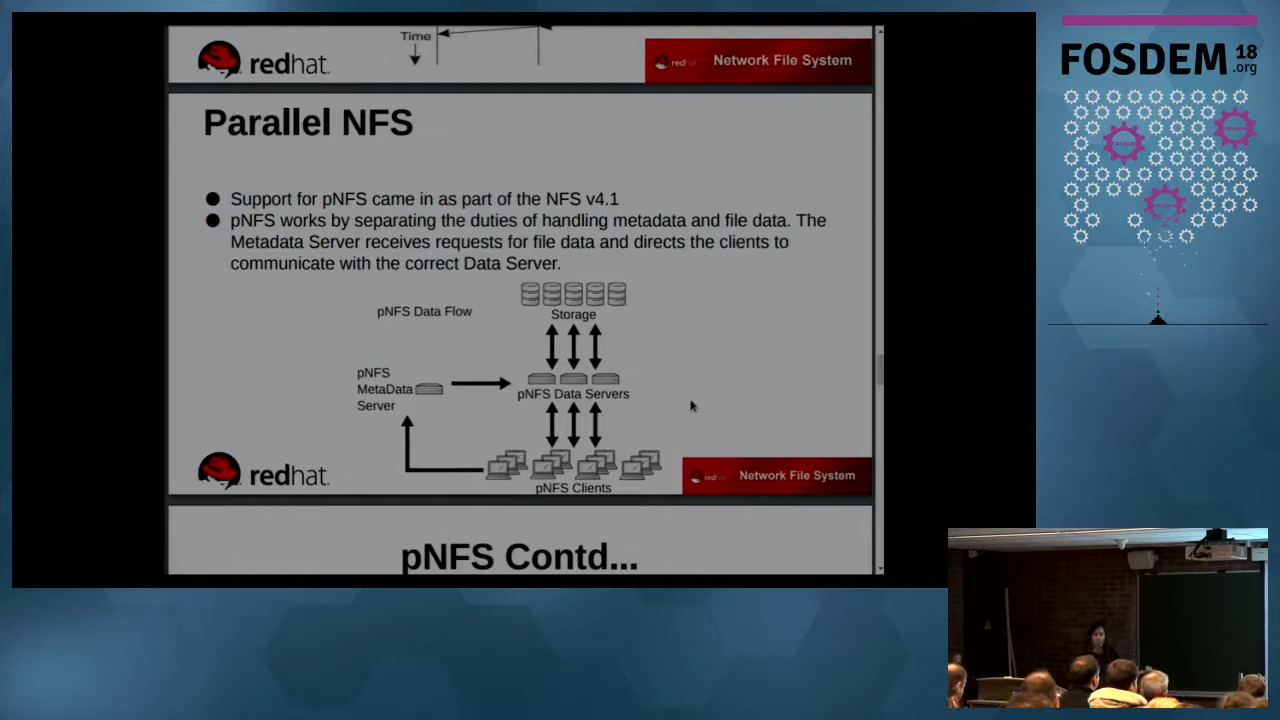 Time
redhat.
redhat
Network File System
Parallel NFS
Support for pNFS came in as part of the NFS v4.1
pNFS works by separating the duties of handling metadata and file data. The
Metadata Server receives requests for file data and directs the clients to
communicate with the correct Data Server.
pNFS Data Flow
Storage
pNFS
MetaData
Server
pNFS Data Servers
pNFS Clients
redhat.
redhat
Network File System
pNFS Contd...
FOSDEM 18
.org